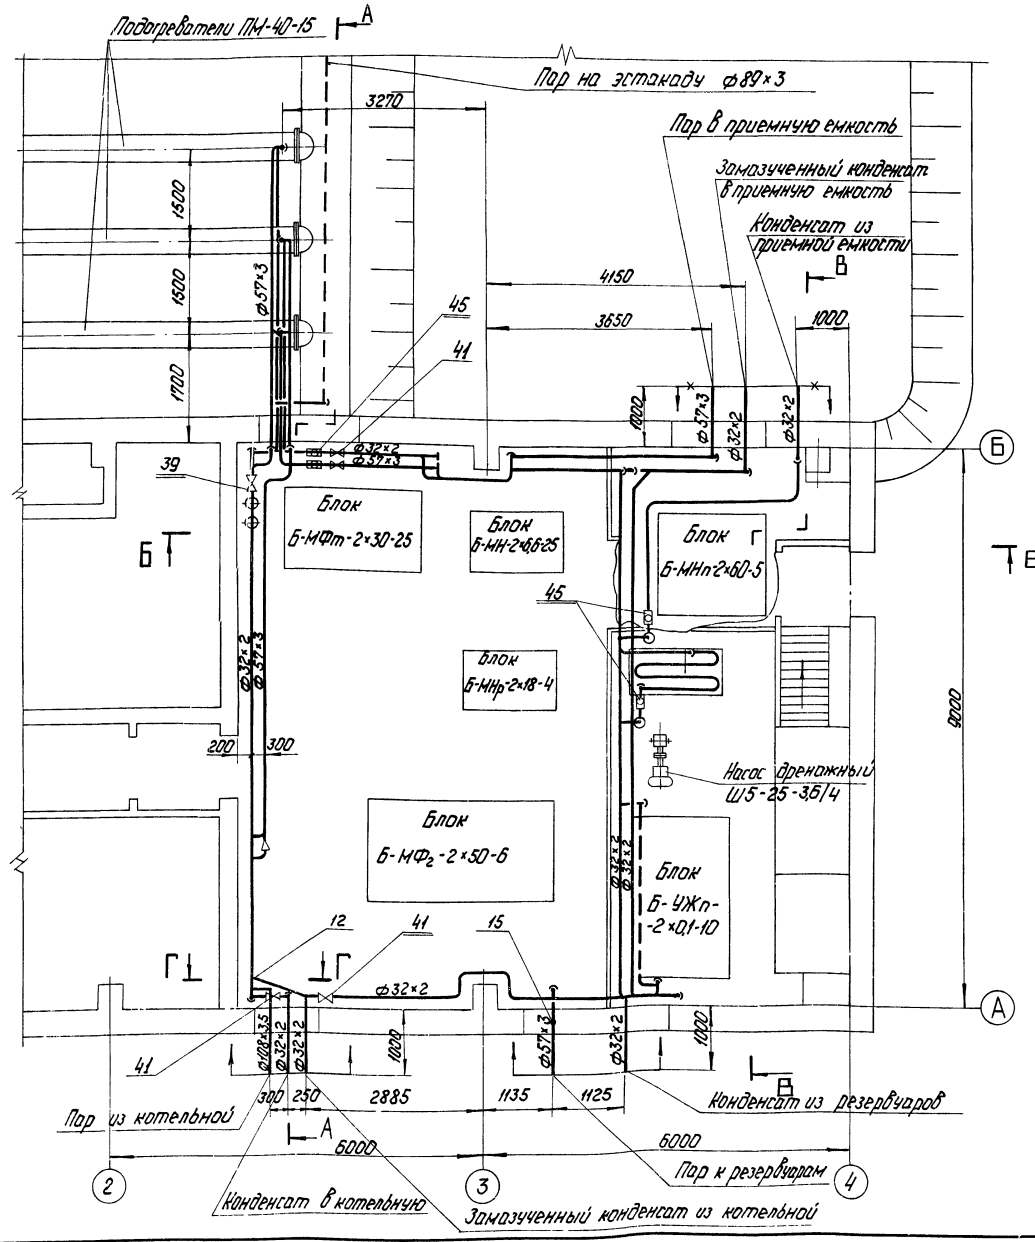 А
Подогреватели ПМ-40-15
Пар на эстакаду ф89×3
3270
Пар в приемную емкость
Замазученный конденсат
в приемную емкость
Конденсат из
приемной емкости
В
1500
1500
1700
ф57×3
45
41
4150
3650
1000
1000
ф57×3
ф32×2
ф32×2
ф32×2
ф57×3
39
Б
Блок
Б-МФт-2×30-25
Блок
Б-МН-2×6,6-25
Блок
Б-МНп-2×60-5
Г
Б
45
Блок
Б-МНр-2×18-4
ф32×2
ф57×3
200
300
9000
Насос дренажный
Ш5-25-3,6/4
Блок
Б-МФ₂-2×50-6
ф32×2
ф32×2
Блок
Б-УЖп-
-2×0,1-10
12
41
15
Г
Г
ф32×2
А
ф108×3,5
ф32×2
ф32×2
1000
ф57×3
ф32×2
1000
41
300
250
2885
1135
1125
В
Пар из котельной
Конденсат из резервуаров
А
6000
6000
Пар к резервуарам
2
3
4
Конденсат в котельную
Замазученный конденсат из котельной